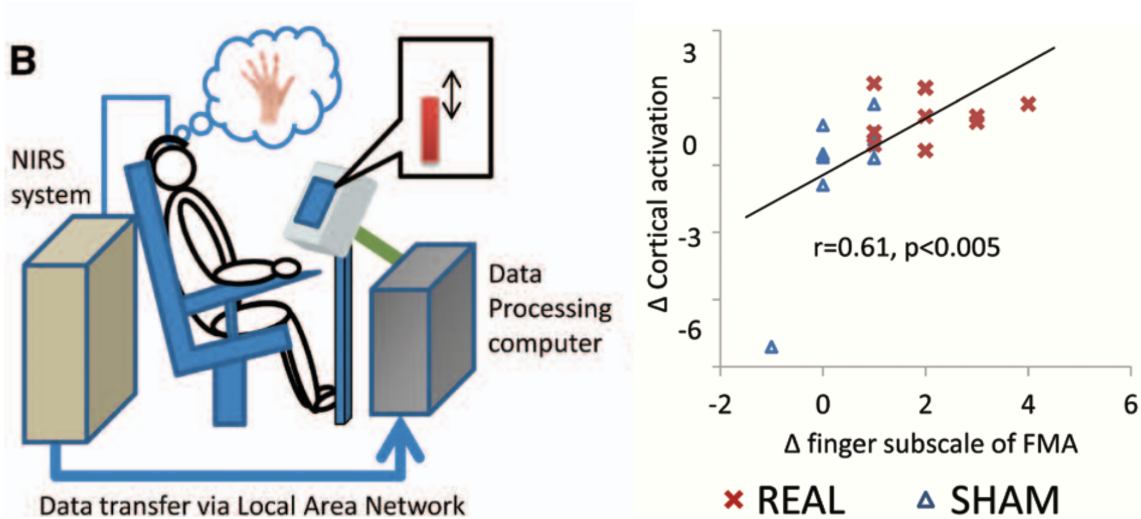 B
NIRS
system
Data
Processing
computer
Data transfer via Local Area Network
Δ Cortical activation
3
0
-3
-6
r=0.61, p<0.005
-2 0 2 4 6
Δ finger subscale of FMA
REAL SHAM